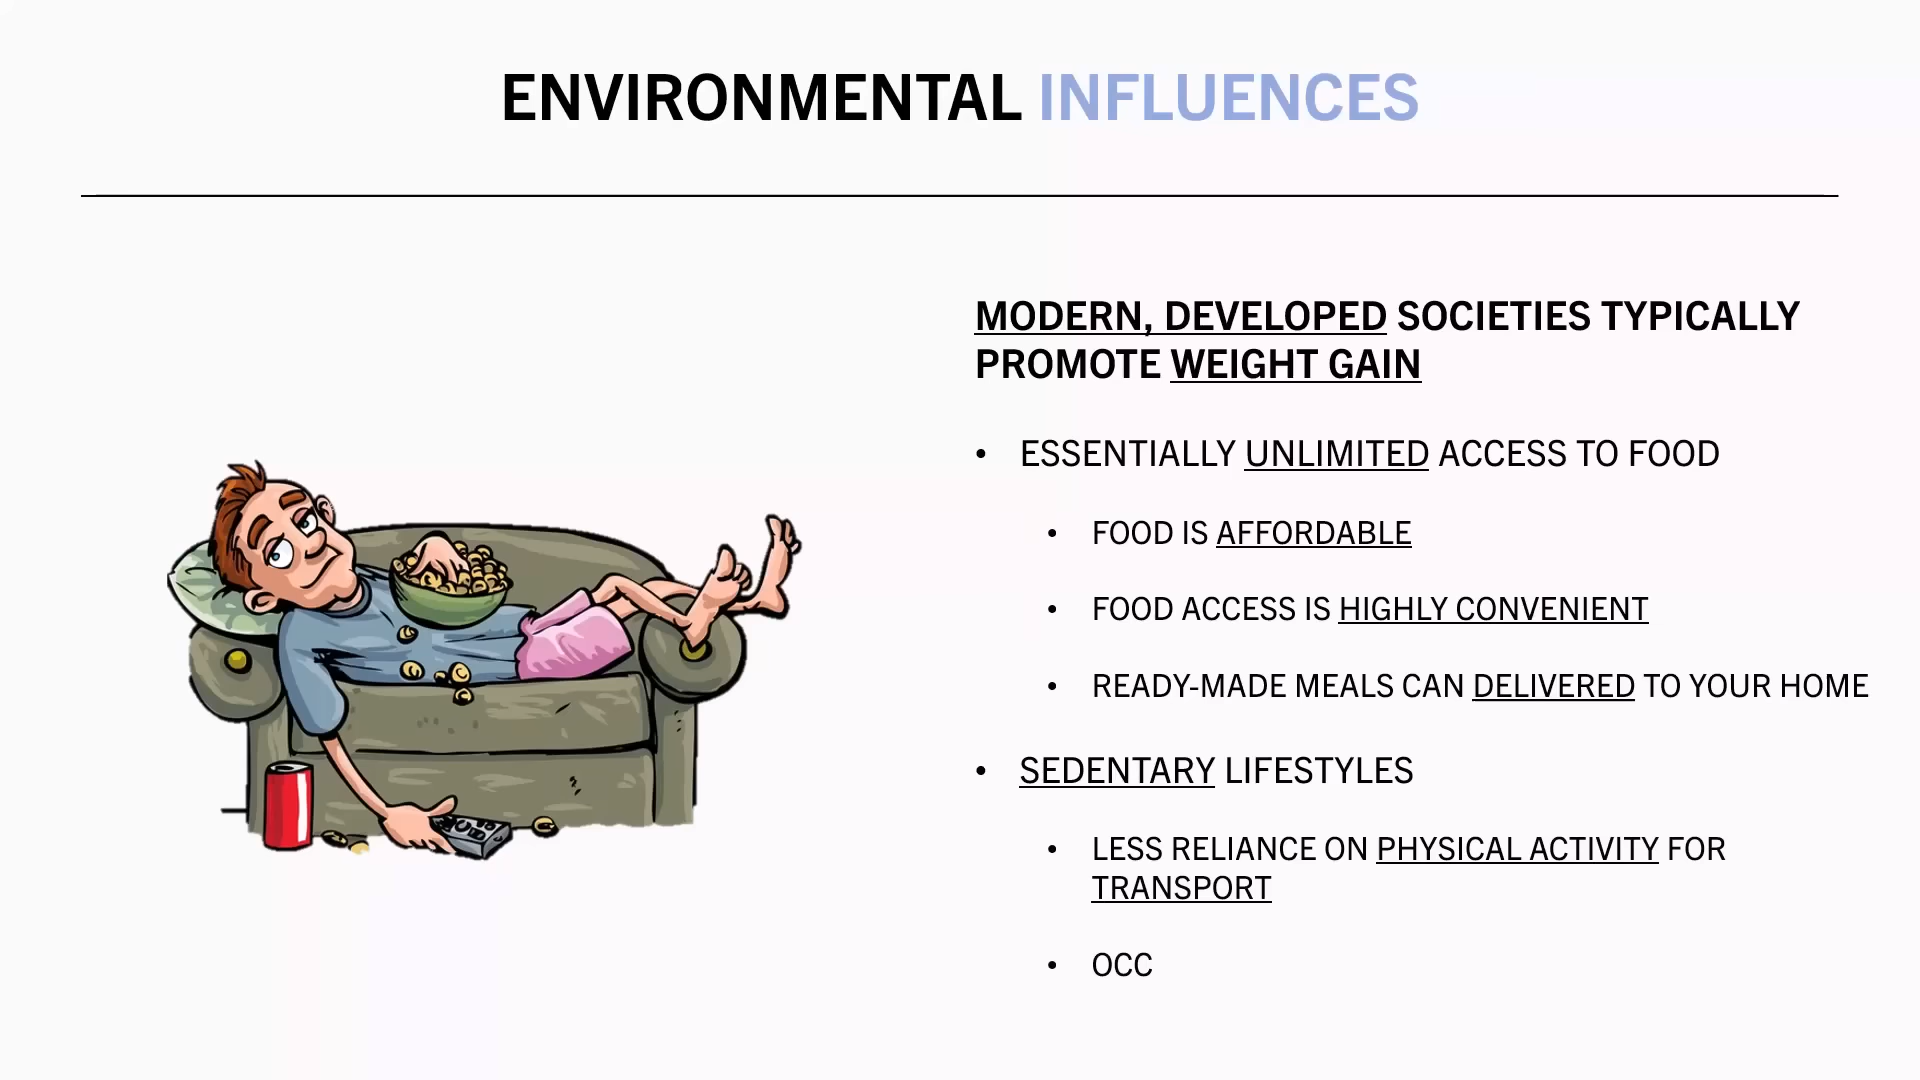 ENVIRONMENTAL INFLUENCES
MODERN, DEVELOPED SOCIETIES TYPICALLY
PROMOTE WEIGHT GAIN
• ESSENTIALLY UNLIMITED ACCESS TO FOOD
• FOOD IS AFFORDABLE
• FOOD ACCESS IS HIGHLY CONVENIENT
• READY-MADE MEALS CAN DELIVERED TO YOUR HOME
• SEDENTARY LIFESTYLES
• LESS RELIANCE ON PHYSICAL ACTIVITY FOR
TRANSPORT
• OCC